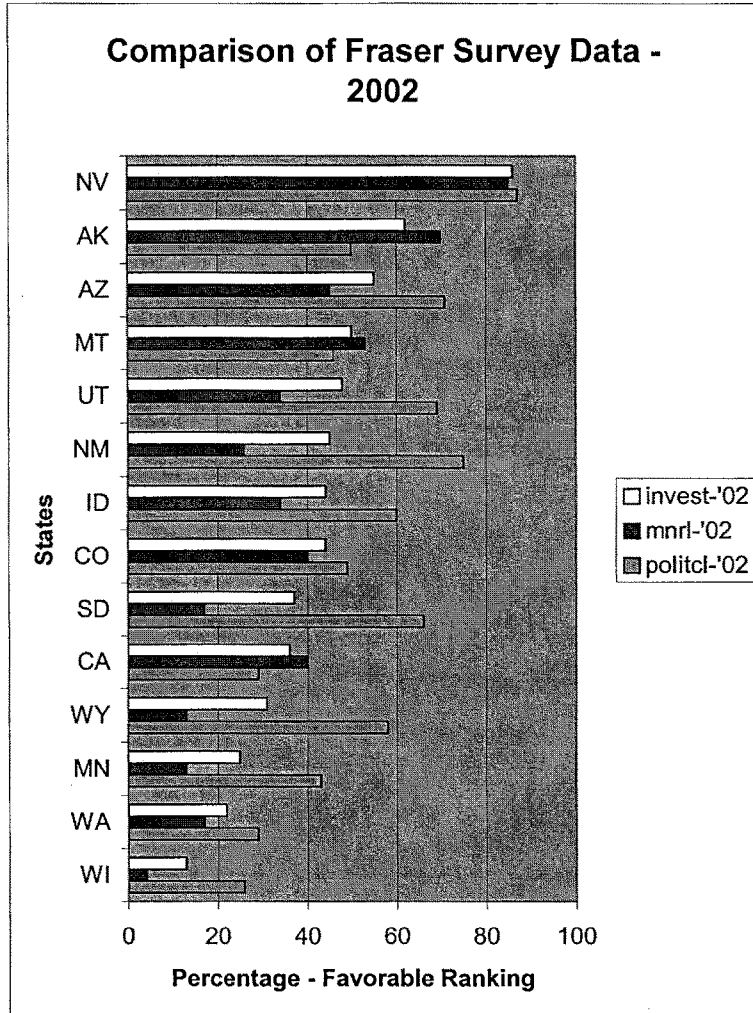 Comparison of Fraser Survey Data -
2002
States
NV
AK
AZ
MT
UT
NM
ID
CO
SD
CA
WY
MN
WA
WI
0 20 40 60 80 100
Percentage - Favorable Ranking
invest-'02
mnrl-'02
politcl-'02